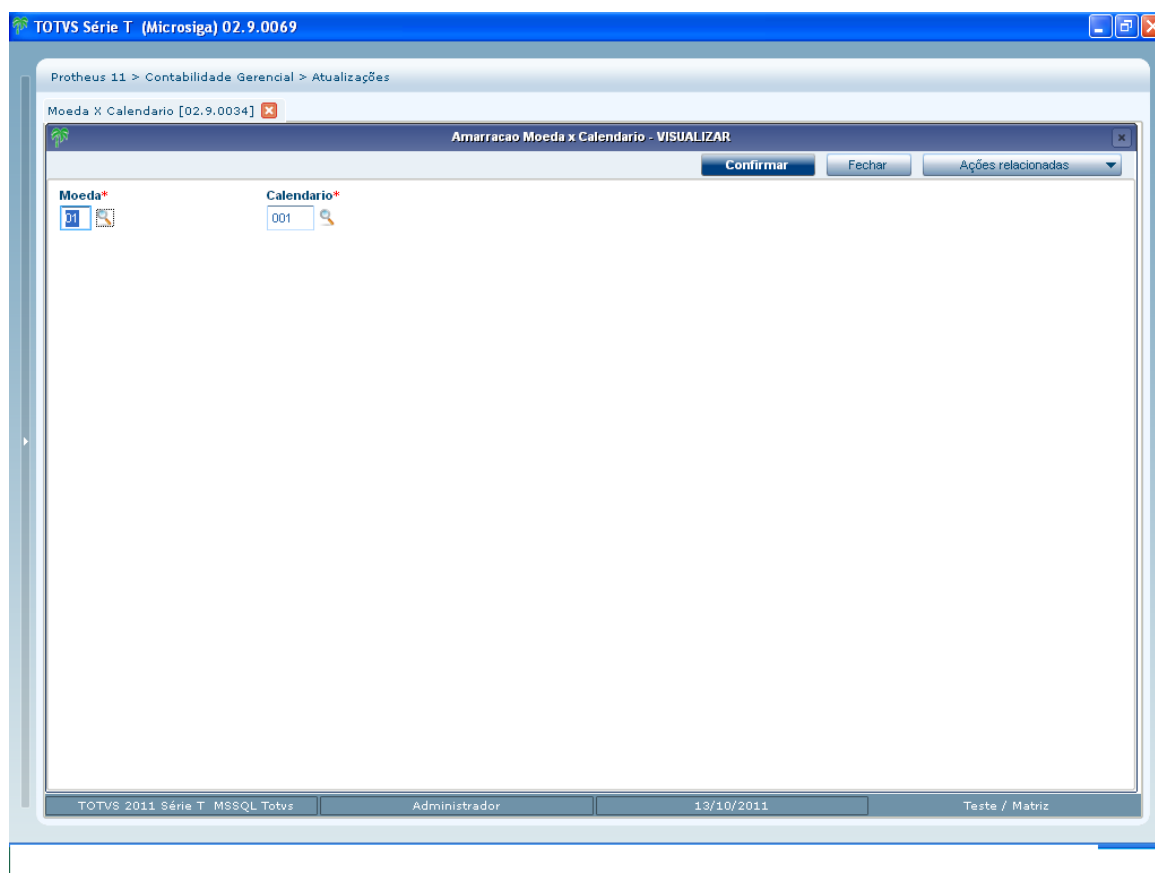 TOTVS Série T (Microsiga) 02.9.0069
Protheus 11 > Contabilidade Gerencial > Atualizações
Moeda X Calendario [02.9.0034]
Amarracao Moeda x Calendario - VISUALIZAR
Confirmar Fechar Ações relacionadas
Moeda* Calendario*
01 001
TOTVS 2011 Série T MSSQL Totvs Administrador 13/10/2011 Teste / Matriz